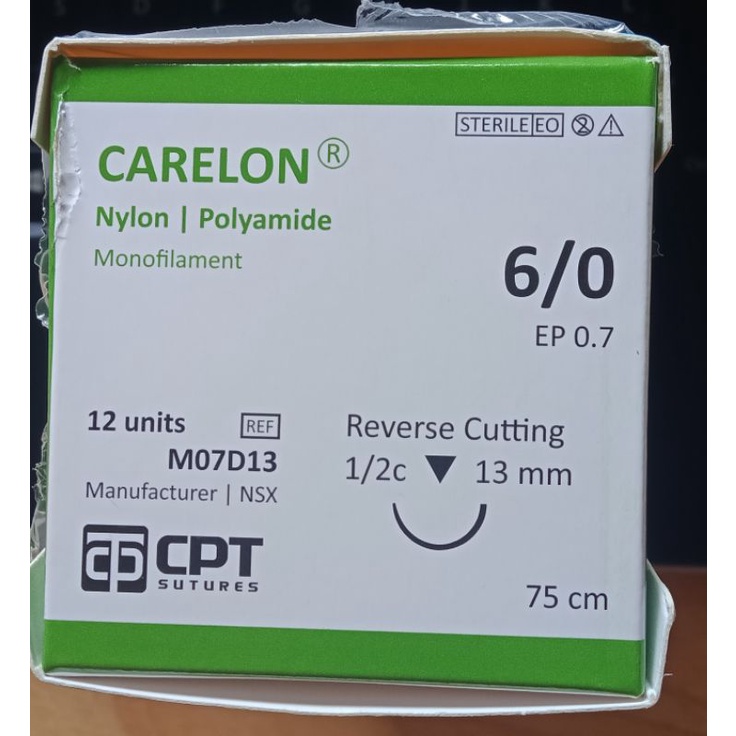 STERILE EO
CARELON®
Nylon | Polyamide
Monofilament
6/0
EP 0.7
12 units REF
M07D13
Manufacturer | NSX
CPT
SUTURES
Reverse Cutting
1/2c 13 mm
75 cm